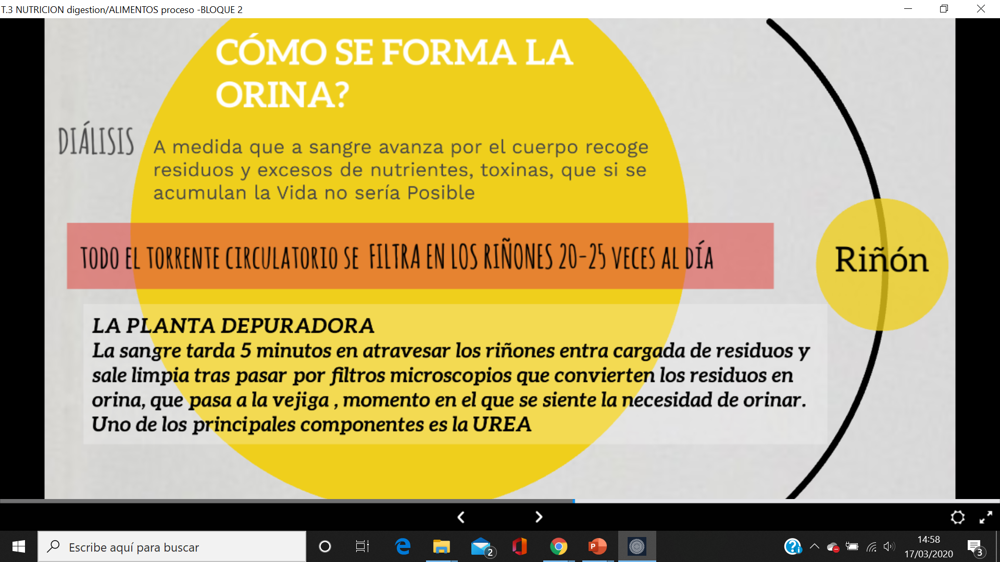 T.3 NUTRICION digestion/ALIMENTOS proceso -BLOQUE 2
CÓMO SE FORMA LA
ORINA?
DIÁLISIS
A medida que a sangre avanza por el cuerpo recoge
residuos y excesos de nutrientes, toxinas, que si se
acumulan la Vida no sería Posible
TODO EL TORRENTE CIRCULATORIO SE FILTRA EN LOS RIÑONES 20-25 VECES AL DÍA
Riñón
LA PLANTA DEPURADORA
La sangre tarda 5 minutos en atravesar los riñones entra cargada de residuos y
sale limpia tras pasar por filtros microscopios que convierten los residuos en
orina, que pasa a la vejiga , momento en el que se siente la necesidad de orinar.
Uno de los principales componentes es la UREA
Escribe aquí para buscar
2
14:58
17/03/2020
3